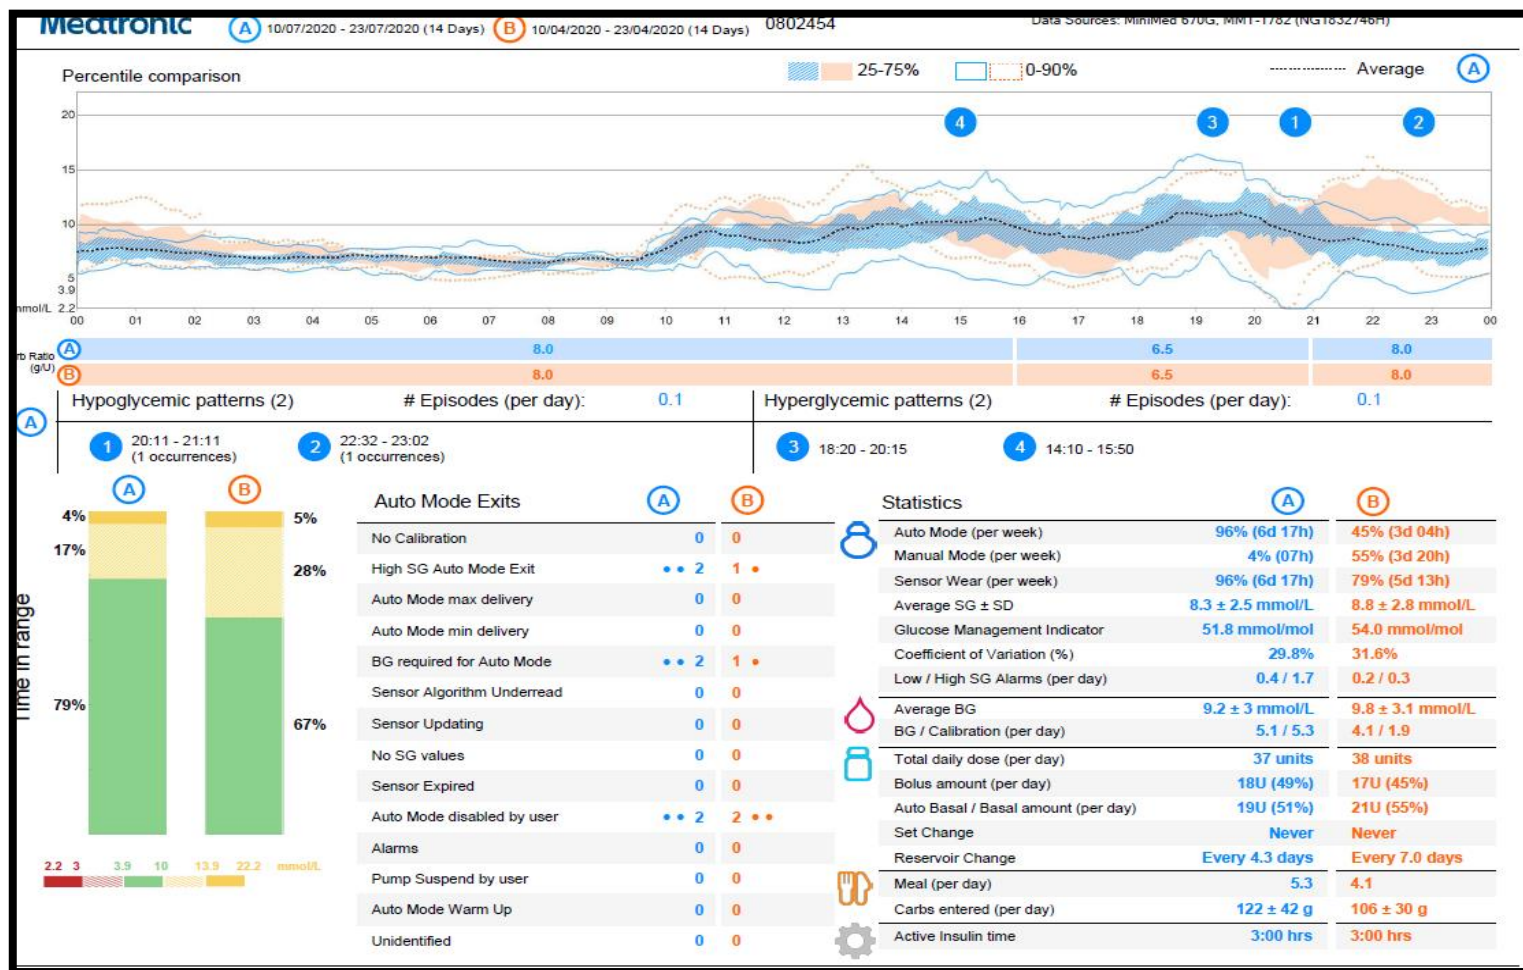 Medtronic A 10/07/2020 - 23/07/2020 (14 Days) B 10/04/2020 - 23/04/2020 (14 Days) 0802454 Data Sources: MiniMed 670G, MMT-1782 (NG1832746H)
Percentile comparison 25-75% 0-90% Average A
20
15
10
5
3.9
mmol/L 2.2
4 3 1 2
00 01 02 03 04 05 06 07 08 09 10 11 12 13 14 15 16 17 18 19 20 21 22 23 00
rb Ratio (g/U)
A 8.0 6.5 8.0
B 8.0 6.5 8.0
A
Hypoglycemic patterns (2) # Episodes (per day): 0.1
1 20:11 - 21:11 (1 occurrences)
2 22:32 - 23:02 (1 occurrences)
Hyperglycemic patterns (2) # Episodes (per day): 0.1
3 18:20 - 20:15
4 14:10 - 15:50
Time in range
A B
4% 5%
17% 28%
79% 67%
2.2 3 3.9 10 13.9 22.2 mmol/L
Auto Mode Exits A B
No Calibration 0 0
High SG Auto Mode Exit 2 1
Auto Mode max delivery 0 0
Auto Mode min delivery 0 0
BG required for Auto Mode 2 1
Sensor Algorithm Underread 0 0
Sensor Updating 0 0
No SG values 0 0
Sensor Expired 0 0
Auto Mode disabled by user 2 2
Alarms 0 0
Pump Suspend by user 0 0
Auto Mode Warm Up 0 0
Unidentified 0 0
Statistics A B
Auto Mode (per week) 96% (6d 17h) 45% (3d 04h)
Manual Mode (per week) 4% (07h) 55% (3d 20h)
Sensor Wear (per week) 96% (6d 17h) 79% (5d 13h)
Average SG ± SD 8.3 ± 2.5 mmol/L 8.8 ± 2.8 mmol/L
Glucose Management Indicator 51.8 mmol/mol 54.0 mmol/mol
Coefficient of Variation (%) 29.8% 31.6%
Low / High SG Alarms (per day) 0.4 / 1.7 0.2 / 0.3
Average BG 9.2 ± 3 mmol/L 9.8 ± 3.1 mmol/L
BG / Calibration (per day) 5.1 / 5.3 4.1 / 1.9
Total daily dose (per day) 37 units 38 units
Bolus amount (per day) 18U (49%) 17U (45%)
Auto Basal / Basal amount (per day) 19U (51%) 21U (55%)
Set Change Never Never
Reservoir Change Every 4.3 days Every 7.0 days
Meal (per day) 5.3 4.1
Carbs entered (per day) 122 ± 42 g 106 ± 30 g
Active Insulin time 3:00 hrs 3:00 hrs